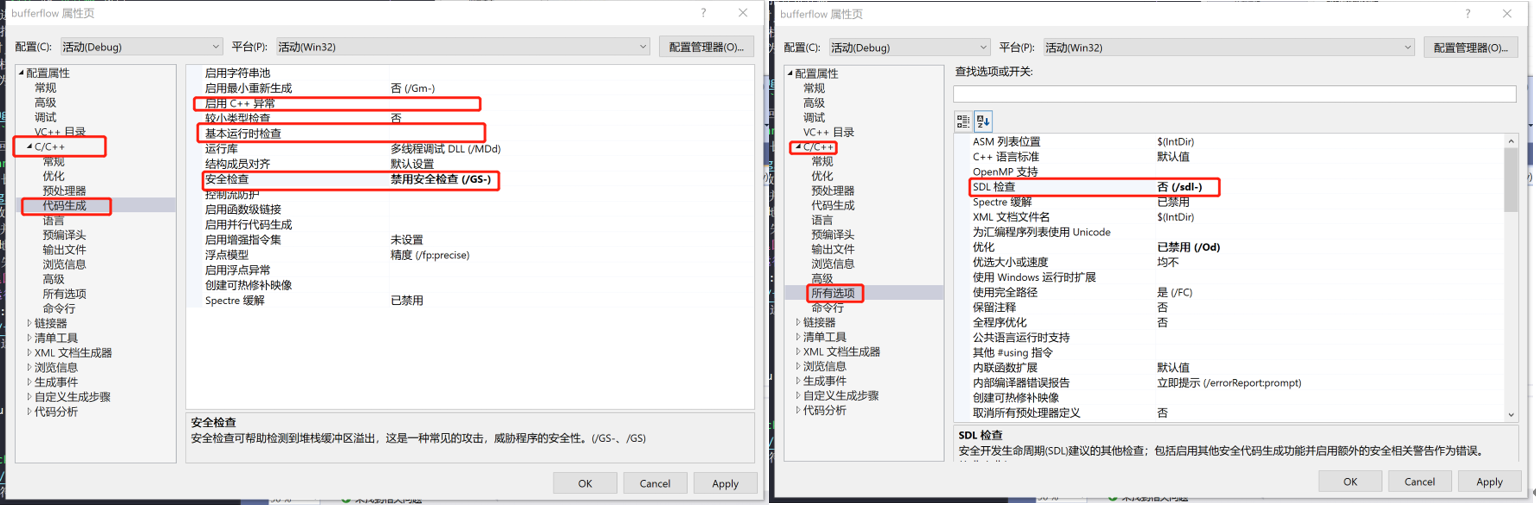 bufferflow 属性页
?
配置(C):
活动(Debug)
平台(P):
活动(Win32)
配置管理器(O)...
配置属性
常规
高级
调试
VC++ 目录
C/C++
常规
优化
预处理器
代码生成
语言
预编译头
输出文件
浏览信息
高级
所有选项
命令行
链接器
清单工具
XML 文档生成器
浏览信息
生成事件
自定义生成步骤
代码分析
启用字符串池
启用最小重新生成 否 (/Gm-)
启用 C++ 异常
较小类型检查 否
基本运行时检查
运行库 多线程调试 DLL (/MDd)
结构成员对齐 默认设置
安全检查 禁用安全检查 (/GS-)
控制流防护
启用函数级链接
启用并行代码生成
启用增强指令集 未设置
浮点模型 精度 (/fp:precise)
启用浮点异常
创建可热修补映像
Spectre 缓解 已禁用
安全检查
安全检查可帮助检测到堆栈缓冲区溢出，这是一种常见的攻击，威胁程序的安全性。(/GS-、/GS)
OK
Cancel
Apply
bufferflow 属性页
?
配置(C):
活动(Debug)
平台(P):
活动(Win32)
配置管理器(O)...
配置属性
常规
高级
调试
VC++ 目录
C/C++
常规
优化
预处理器
代码生成
语言
预编译头
输出文件
浏览信息
高级
所有选项
命令行
链接器
清单工具
XML 文档生成器
浏览信息
生成事件
自定义生成步骤
代码分析
查找选项或开关:
ASM 列表位置 $(IntDir)
C++ 语言标准 默认值
OpenMP 支持
SDL 检查 否 (/sdl-)
Spectre 缓解 已禁用
XML 文档文件名 $(IntDir)
为汇编程序列表使用 Unicode
优化 已禁用 (/Od)
优选大小或速度 均不
使用 Windows 运行时扩展
使用完全路径 是 (/FC)
保留注释 否
全程序优化 否
公共语言运行时支持
其他 #using 指令
内联函数扩展 默认值
内部编译器错误报告 立即提示 (/errorReport:prompt)
创建可热修补映像
取消所有预处理器定义 否
SDL 检查
安全开发生命周期(SDL)建议的其他检查；包括启用其他安全代码生成功能并启用额外的安全相关警告作为错误。
OK
Cancel
Apply
未找到相关问题
未找到相关问题